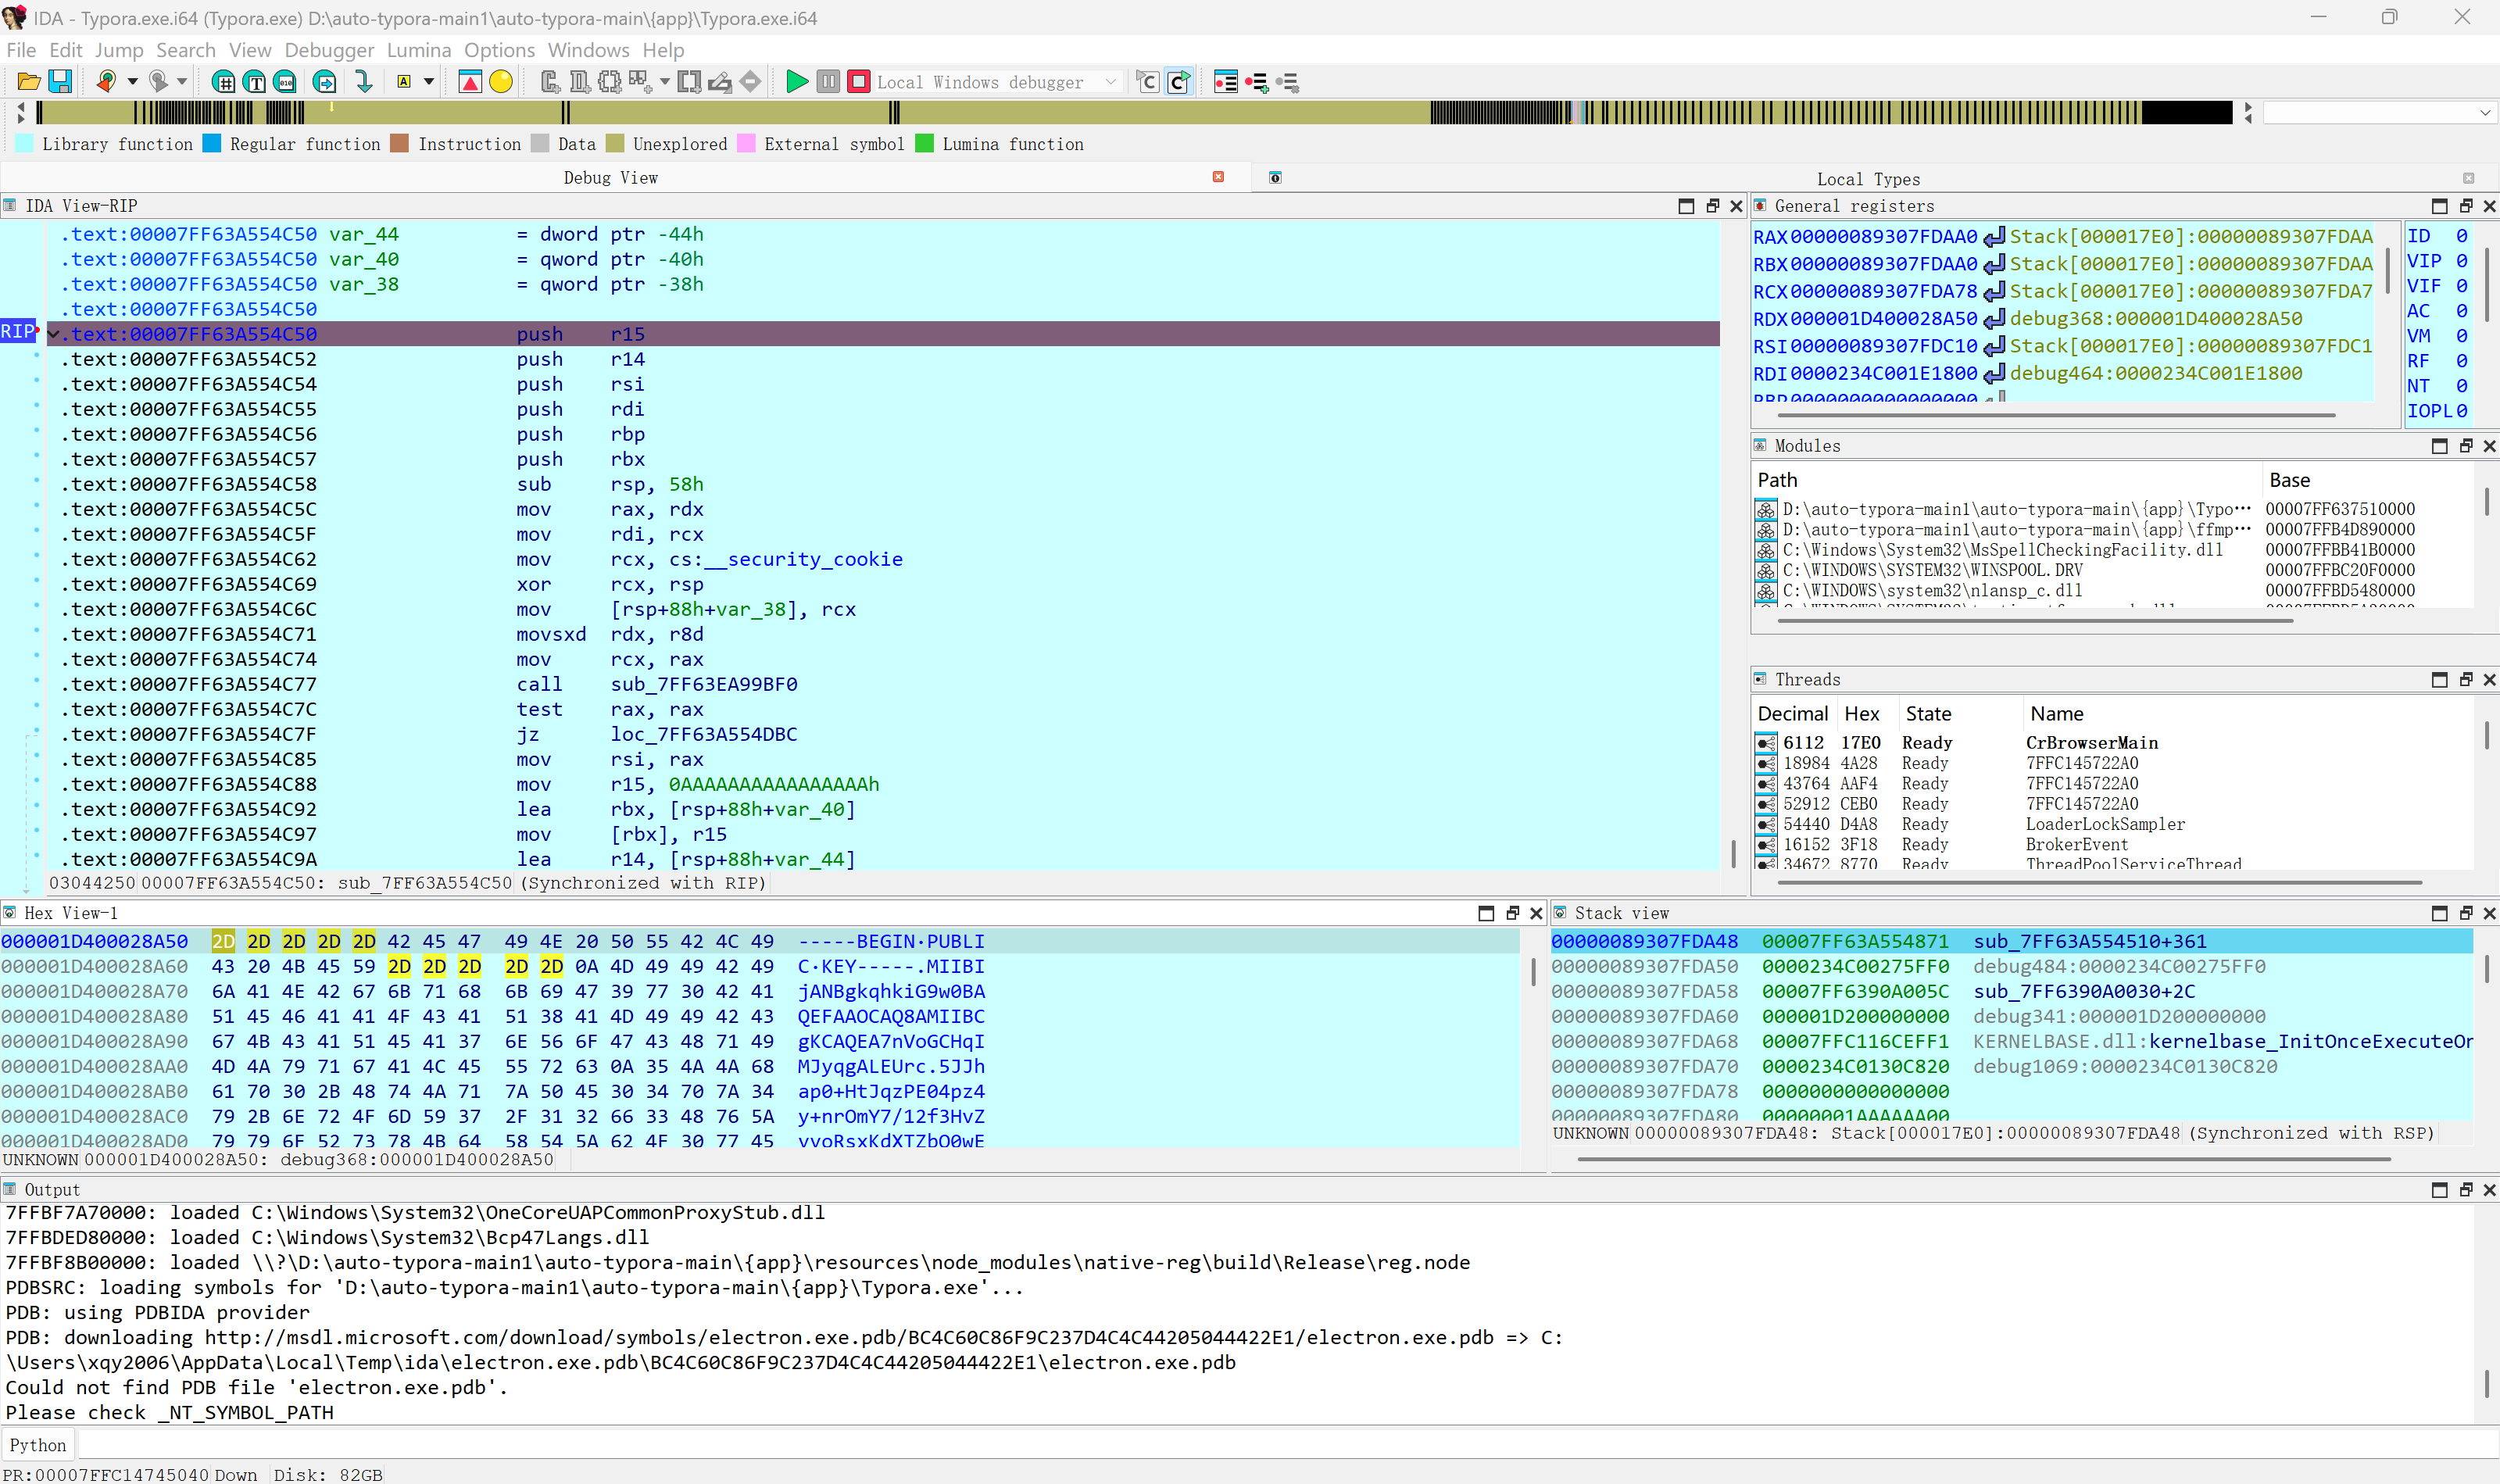 IDA - Typora.exe.i64 (Typora.exe) D:\auto-typora-main1\auto-typora-main\{app}\Typora.exe.i64
File Edit Jump Search View Debugger Lumina Options Windows Help
Local Windows debugger
Library function Regular function Instruction Data Unexplored External symbol Lumina function
Debug View
Local Types
IDA View-RIP
.text:00007FF63A554C50 var_44 = dword ptr -44h
.text:00007FF63A554C50 var_40 = qword ptr -40h
.text:00007FF63A554C50 var_38 = qword ptr -38h
.text:00007FF63A554C50
RIP .text:00007FF63A554C50 push r15
.text:00007FF63A554C52 push r14
.text:00007FF63A554C54 push rsi
.text:00007FF63A554C55 push rdi
.text:00007FF63A554C56 push rbp
.text:00007FF63A554C57 push rbx
.text:00007FF63A554C58 sub rsp, 58h
.text:00007FF63A554C5C mov rax, rdx
.text:00007FF63A554C5F mov rdi, rcx
.text:00007FF63A554C62 mov rcx, cs:__security_cookie
.text:00007FF63A554C69 xor rcx, rsp
.text:00007FF63A554C6C mov [rsp+88h+var_38], rcx
.text:00007FF63A554C71 movsxd rdx, r8d
.text:00007FF63A554C74 mov rcx, rax
.text:00007FF63A554C77 call sub_7FF63EA99BF0
.text:00007FF63A554C7C test rax, rax
.text:00007FF63A554C7F jz loc_7FF63A554DBC
.text:00007FF63A554C85 mov rsi, rax
.text:00007FF63A554C88 mov r15, 0AAAAAAAAAAAAAAAAh
.text:00007FF63A554C92 lea rbx, [rsp+88h+var_40]
.text:00007FF63A554C97 mov [rbx], r15
.text:00007FF63A554C9A lea r14, [rsp+88h+var_44]
03044250 00007FF63A554C50: sub_7FF63A554C50 (Synchronized with RIP)
General registers
RAX 00000089307FDAA0 Stack[000017E0]:00000089307FDAA
RBX 00000089307FDAA0 Stack[000017E0]:00000089307FDAA
RCX 00000089307FDA78 Stack[000017E0]:00000089307FDA7
RDX 000001D400028A50 debug368:000001D400028A50
RSI 00000089307FDC10 Stack[000017E0]:00000089307FDC1
RDI 0000234C001E1800 debug464:0000234C001E1800
RBP 0000000000000000
ID 0
VIP 0
VIF 0
AC 0
VM 0
RF 0
NT 0
IOPL 0
Modules
Path Base
D:\auto-typora-main1\auto-typora-main\{app}\Typo… 00007FF637510000
D:\auto-typora-main1\auto-typora-main\{app}\ffmp… 00007FFB4D890000
C:\Windows\System32\MsSpellCheckingFacility.dll 00007FFBB41B0000
C:\WINDOWS\SYSTEM32\WINSPOOL.DRV 00007FFBC20F0000
C:\WINDOWS\system32\nlansp_c.dll 00007FFBD5480000
Threads
Decimal Hex State Name
6112 17E0 Ready CrBrowserMain
18984 4A28 Ready 7FFC145722A0
43764 AAF4 Ready 7FFC145722A0
52912 CEB0 Ready 7FFC145722A0
54440 D4A8 Ready LoaderLockSampler
16152 3F18 Ready BrokerEvent
34672 8770 Ready ThreadPoolServiceThread
Hex View-1
000001D400028A50 2D 2D 2D 2D 2D 42 45 47 49 4E 20 50 55 42 4C 49 -----BEGIN·PUBLI
000001D400028A60 43 20 4B 45 59 2D 2D 2D 2D 2D 0A 4D 49 49 42 49 C·KEY-----.MIIBI
000001D400028A70 6A 41 4E 42 67 6B 71 68 6B 69 47 39 77 30 42 41 jANBgkqhkiG9w0BA
000001D400028A80 51 45 46 41 41 4F 43 41 51 38 41 4D 49 49 42 43 QEFAAOCAQ8AMIIBC
000001D400028A90 67 4B 43 41 51 45 41 37 6E 56 6F 47 43 48 71 49 gKCAQEA7nVoGCHqI
000001D400028AA0 4D 4A 79 71 67 41 4C 45 55 72 63 0A 35 4A 4A 68 MJyqgALEUrc.5JJh
000001D400028AB0 61 70 30 2B 48 74 4A 71 7A 50 45 30 34 70 7A 34 ap0+HtJqzPE04pz4
000001D400028AC0 79 2B 6E 72 4F 6D 59 37 2F 31 32 66 33 48 76 5A y+nrOmY7/12f3HvZ
000001D400028AD0 79 79 6F 52 73 78 4B 64 58 54 5A 62 4F 30 77 45 yyoRsxKdXTZbO0wE
UNKNOWN 000001D400028A50: debug368:000001D400028A50
Stack view
00000089307FDA48 00007FF63A554871 sub_7FF63A554510+361
00000089307FDA50 0000234C00275FF0 debug484:0000234C00275FF0
00000089307FDA58 00007FF6390A005C sub_7FF6390A0030+2C
00000089307FDA60 000001D200000000 debug341:000001D200000000
00000089307FDA68 00007FFC116CEFF1 KERNELBASE.dll:kernelbase_InitOnceExecuteOr
00000089307FDA70 0000234C0130C820 debug1069:0000234C0130C820
00000089307FDA78 0000000000000000
00000089307FDA80 00000001AAAAAA00
UNKNOWN 00000089307FDA48: Stack[000017E0]:00000089307FDA48 (Synchronized with RSP)
Output
7FFBF7A70000: loaded C:\Windows\System32\OneCoreUAPCommonProxyStub.dll
7FFBDED80000: loaded C:\Windows\System32\Bcp47Langs.dll
7FFBF8B00000: loaded \\?\D:\auto-typora-main1\auto-typora-main\{app}\resources\node_modules\native-reg\build\Release\reg.node
PDBSRC: loading symbols for 'D:\auto-typora-main1\auto-typora-main\{app}\Typora.exe'...
PDB: using PDBIDA provider
PDB: downloading http://msdl.microsoft.com/download/symbols/electron.exe.pdb/BC4C60C86F9C237D4C4C44205044422E1/electron.exe.pdb => C:
\Users\xqy2006\AppData\Local\Temp\ida\electron.exe.pdb\BC4C60C86F9C237D4C4C44205044422E1\electron.exe.pdb
Could not find PDB file 'electron.exe.pdb'.
Please check _NT_SYMBOL_PATH
Python
PR:00007FFC14745040 Down Disk: 82GB